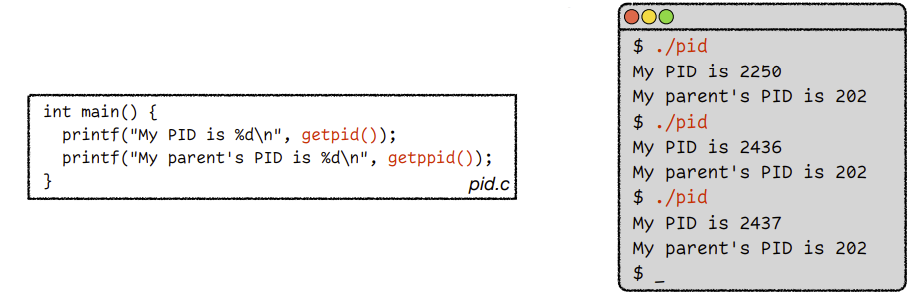 int main() {
printf("My PID is %d\n", getpid());
printf("My parent's PID is %d\n", getppid());
}
pid.c
$ ./pid
My PID is 2250
My parent's PID is 202
$ ./pid
My PID is 2436
My parent's PID is 202
$ ./pid
My PID is 2437
My parent's PID is 202
$ _